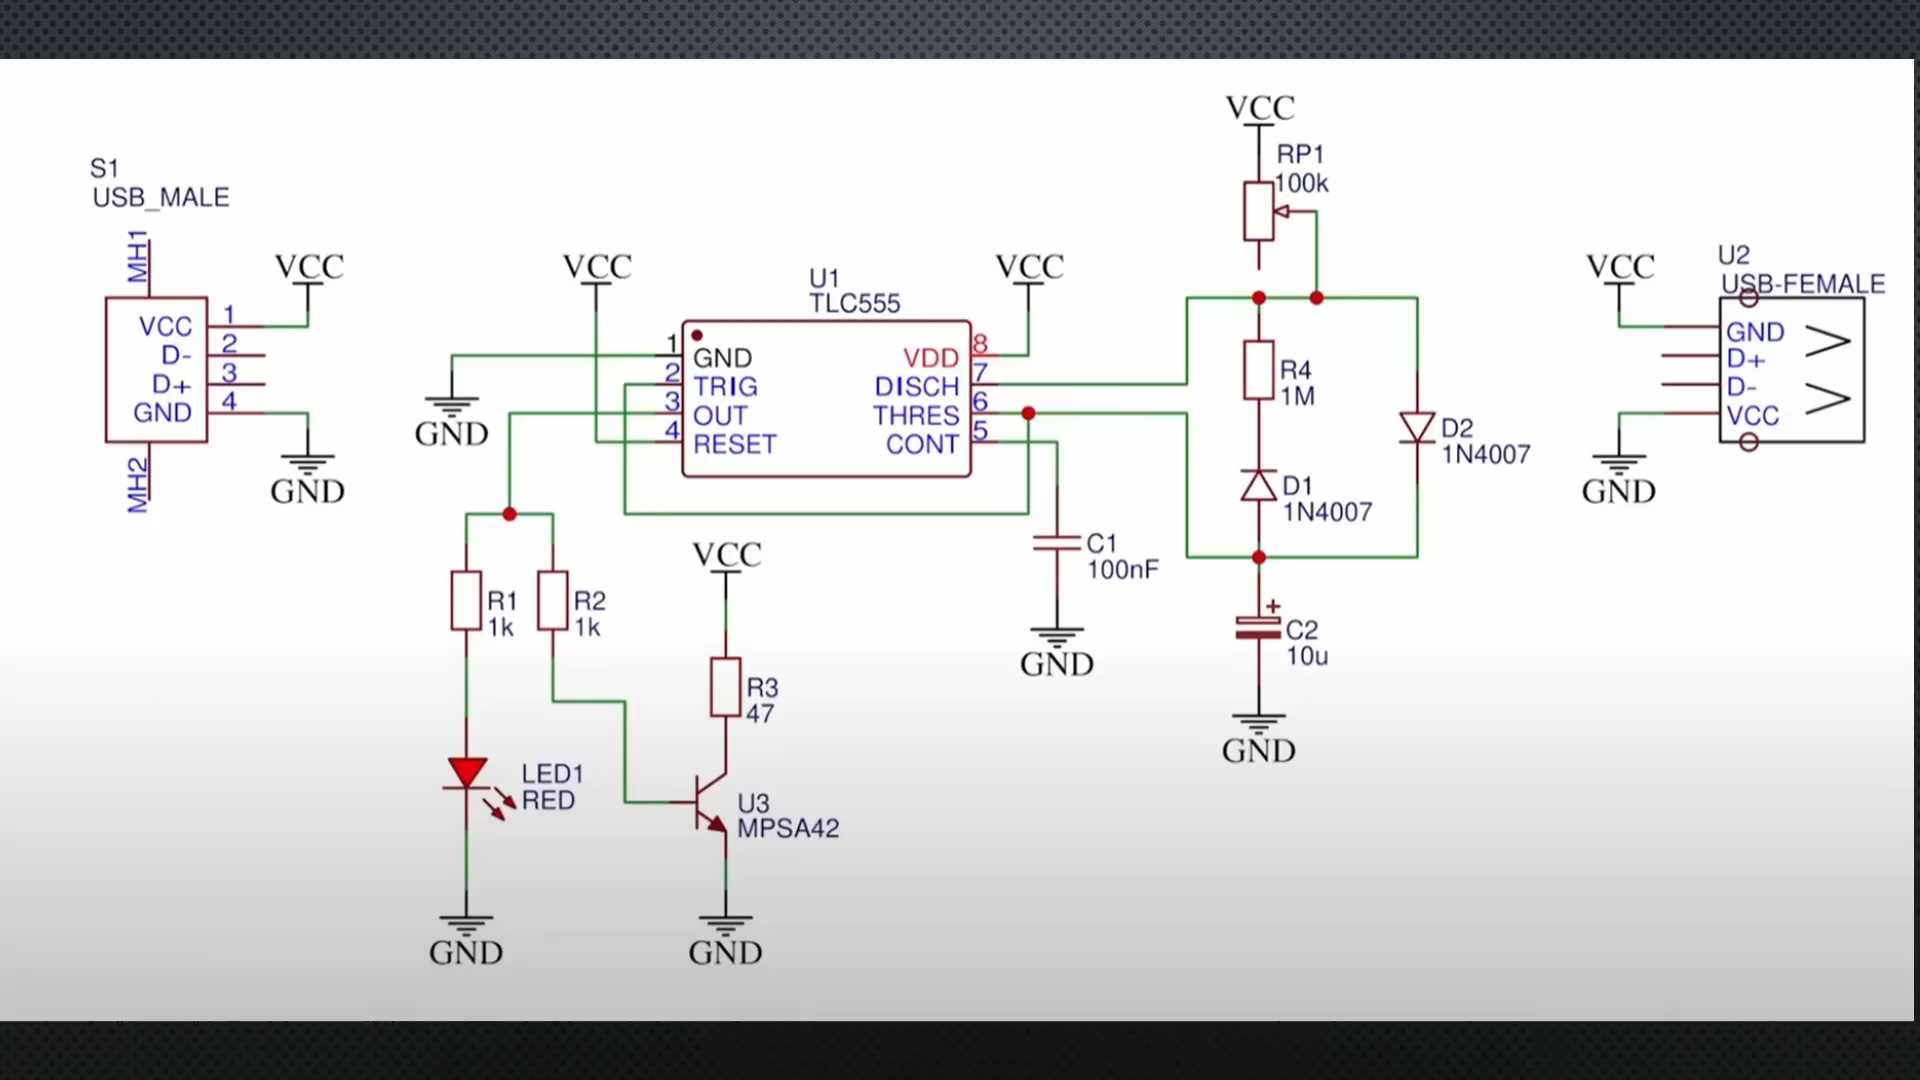 VCC
RP1
100k
S1
USB_MALE
MH1
VCC
1
VCC
2
D-
3
D+
4
GND
MH2
GND
VCC
U1
TLC555
VCC
1
GND
2
TRIG
3
OUT
4
RESET
8
VDD
7
DISCH
6
THRES
5
CONT
GND
R1
1k
R2
1k
VCC
R3
47
LED1
RED
U3
MPSA42
GND
GND
C1
100nF
GND
R4
1M
D1
1N4007
D2
1N4007
+
C2
10u
GND
VCC
U2
USB-FEMALE
GND
D+
D-
VCC
GND